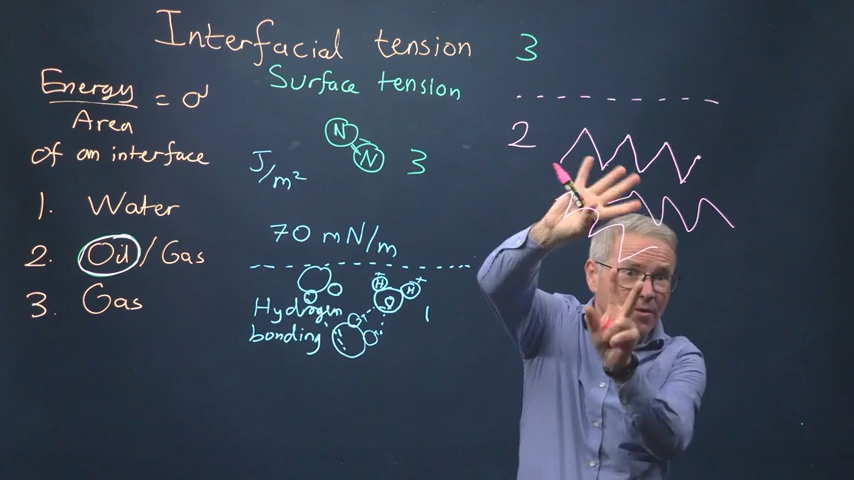 Interfacial tension
Surface tension
Energy
Area
= σ
of an interface
J/m²
1. Water
2. Oil/Gas
3. Gas
N
N
3
70 mN/m
H +
H +
O
Hydrogen
bonding
1
3
2